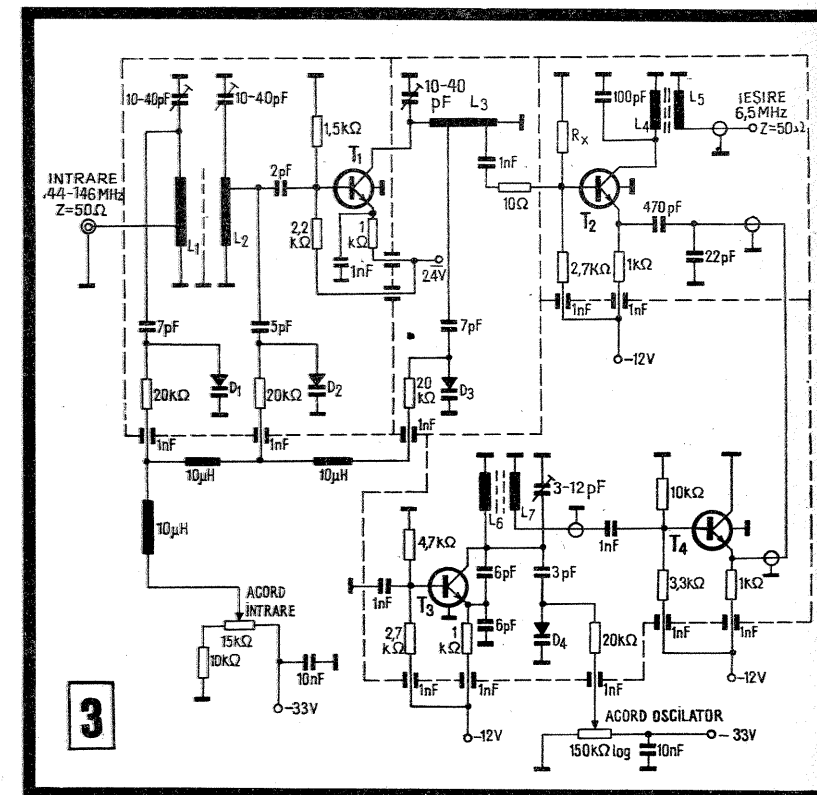 10-40pF
10-40pF
10-40
pF
L3
100pF
L4
L5
IEȘIRE
6,5 MHz
Z=50Ω
1,5kΩ
T1
RX
INTRARE
44-146MHz
Z=50Ω
2pF
1nF
10Ω
T2
470pF
L1
L2
2,2
kΩ
1
kΩ
1nF
24V
2,7KΩ
1kΩ
22pF
1nF
1nF
-12V
7pF
5pF
7pF
20kΩ
D1
20kΩ
D2
20
kΩ
D3
1nF
1nF
1nF
10µH
10µH
10µH
L6
L7
3-12pF
10kΩ
4,7kΩ
1nF
T4
1nF
T3
6pF
3pF
3,3kΩ
1kΩ
ACORD
INTRARE
15kΩ
10kΩ
10nF
-33V
2,7
kΩ
1
kΩ
6pF
D4
20kΩ
1nF
1nF
1nF
1nF
1nF
-12V
-12V
ACORD OSCILATOR
150kΩ log
10nF
-33V
3